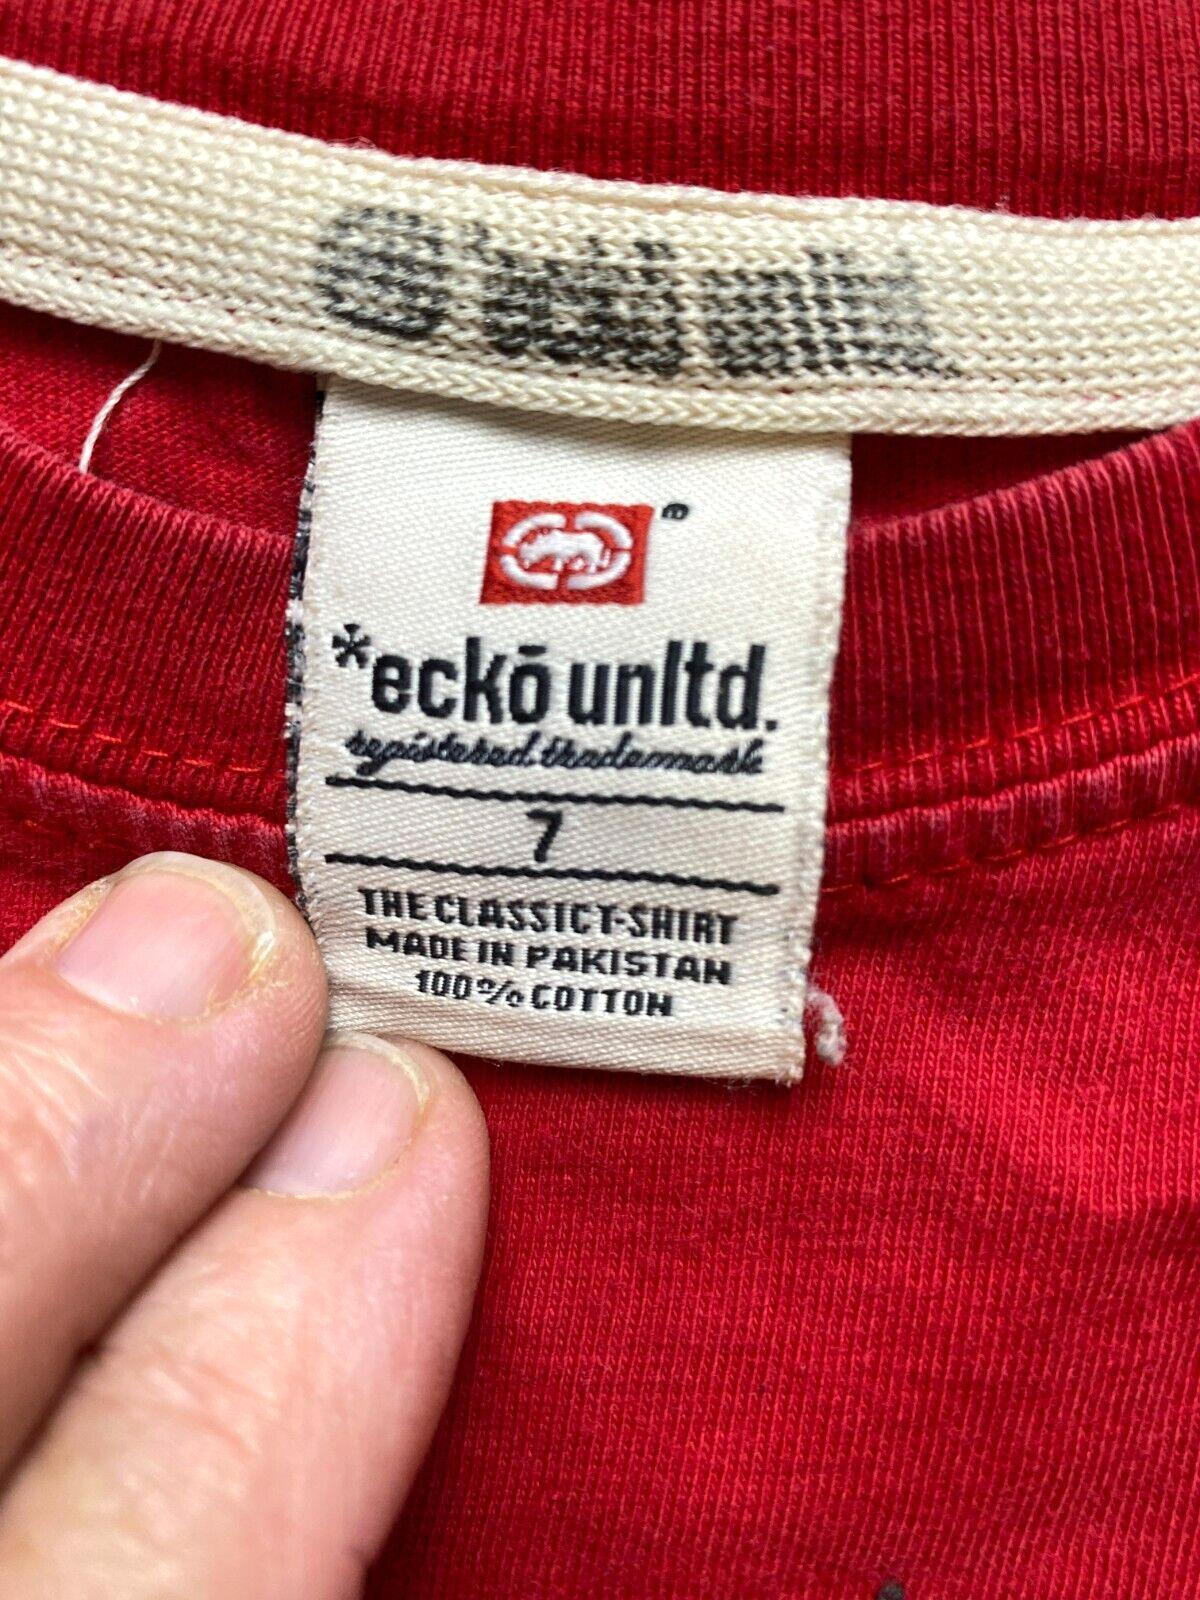 ®
*eckō unltd.
registered trademark
7
THE CLASSIC T-SHIRT
MADE IN PAKISTAN
100% COTTON